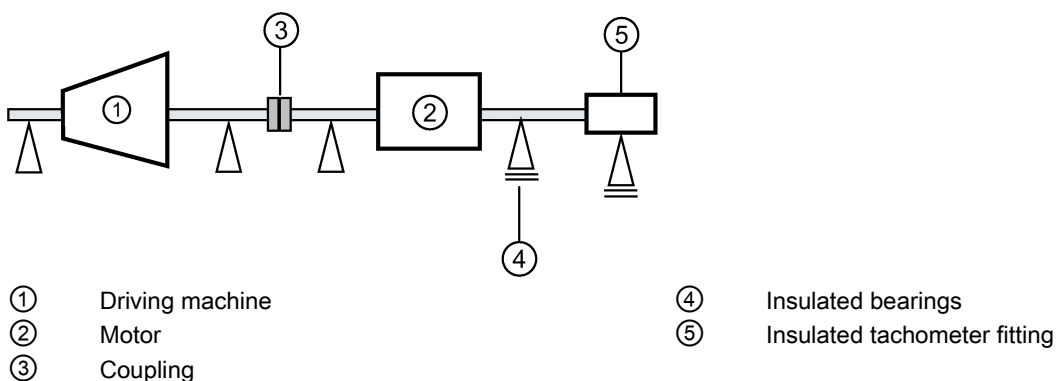 ③
⑤
①
②
④
① Driving machine
② Motor
③ Coupling
④ Insulated bearings
⑤ Insulated tachometer fitting